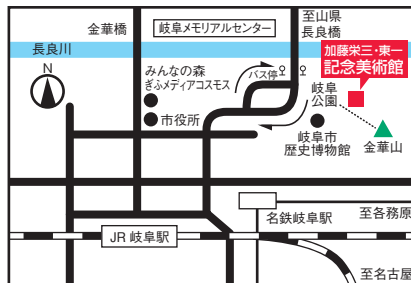 金華橋
岐阜メモリアルセンター
至山県
長良橋
長良川
加藤栄三・東一
記念美術館
N
みんなの森
ぎふメディアコスモス
バス停
岐阜
公園
市役所
岐阜市
歴史博物館
金華山
名鉄岐阜駅
至各務原
JR 岐阜駅
至名古屋